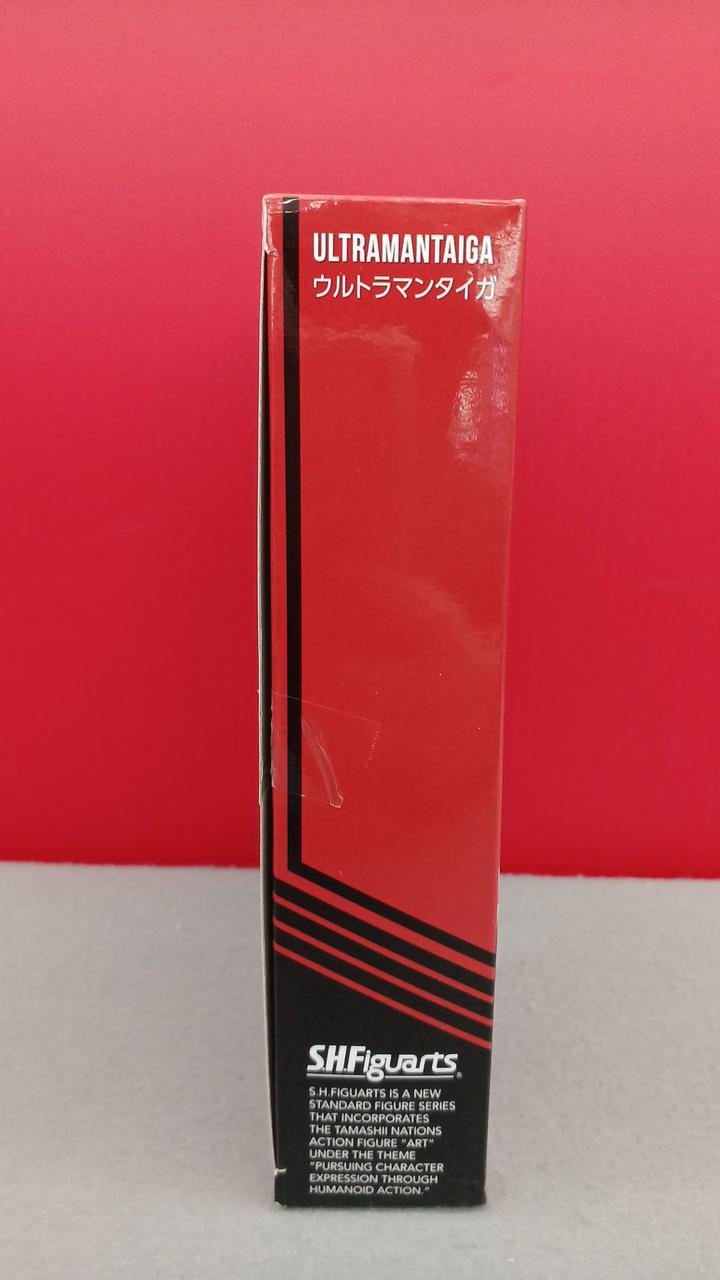 ULTRAMANTAIGA
ウルトラマンタイガ
S.H.Figuarts
S.H.FIGUARTS IS A NEW
STANDARD FIGURE SERIES
THAT INCORPORATES
THE TAMASHII NATIONS
ACTION FIGURE "ART"
UNDER THE THEME
"PURSUING CHARACTER
EXPRESSION THROUGH
HUMANOID ACTION."